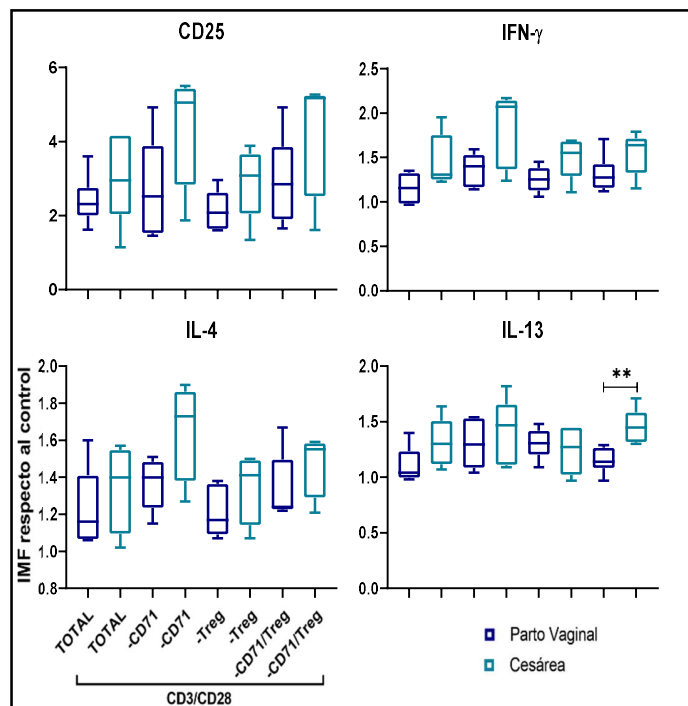 CD25
IFN-γ
6
4
2
0
2.5
2.0
1.5
1.0
0.5
0.0
IL-4
IL-13
IMF respecto al control
2.0
1.8
1.6
1.4
1.2
1.0
0.8
2.0
1.5
1.0
0.5
0.0
**
TOTAL
TOTAL
-CD71
-CD71
-Treg
-Treg
-CD71/Treg
-CD71/Treg
CD3/CD28
Parto Vaginal
Cesárea